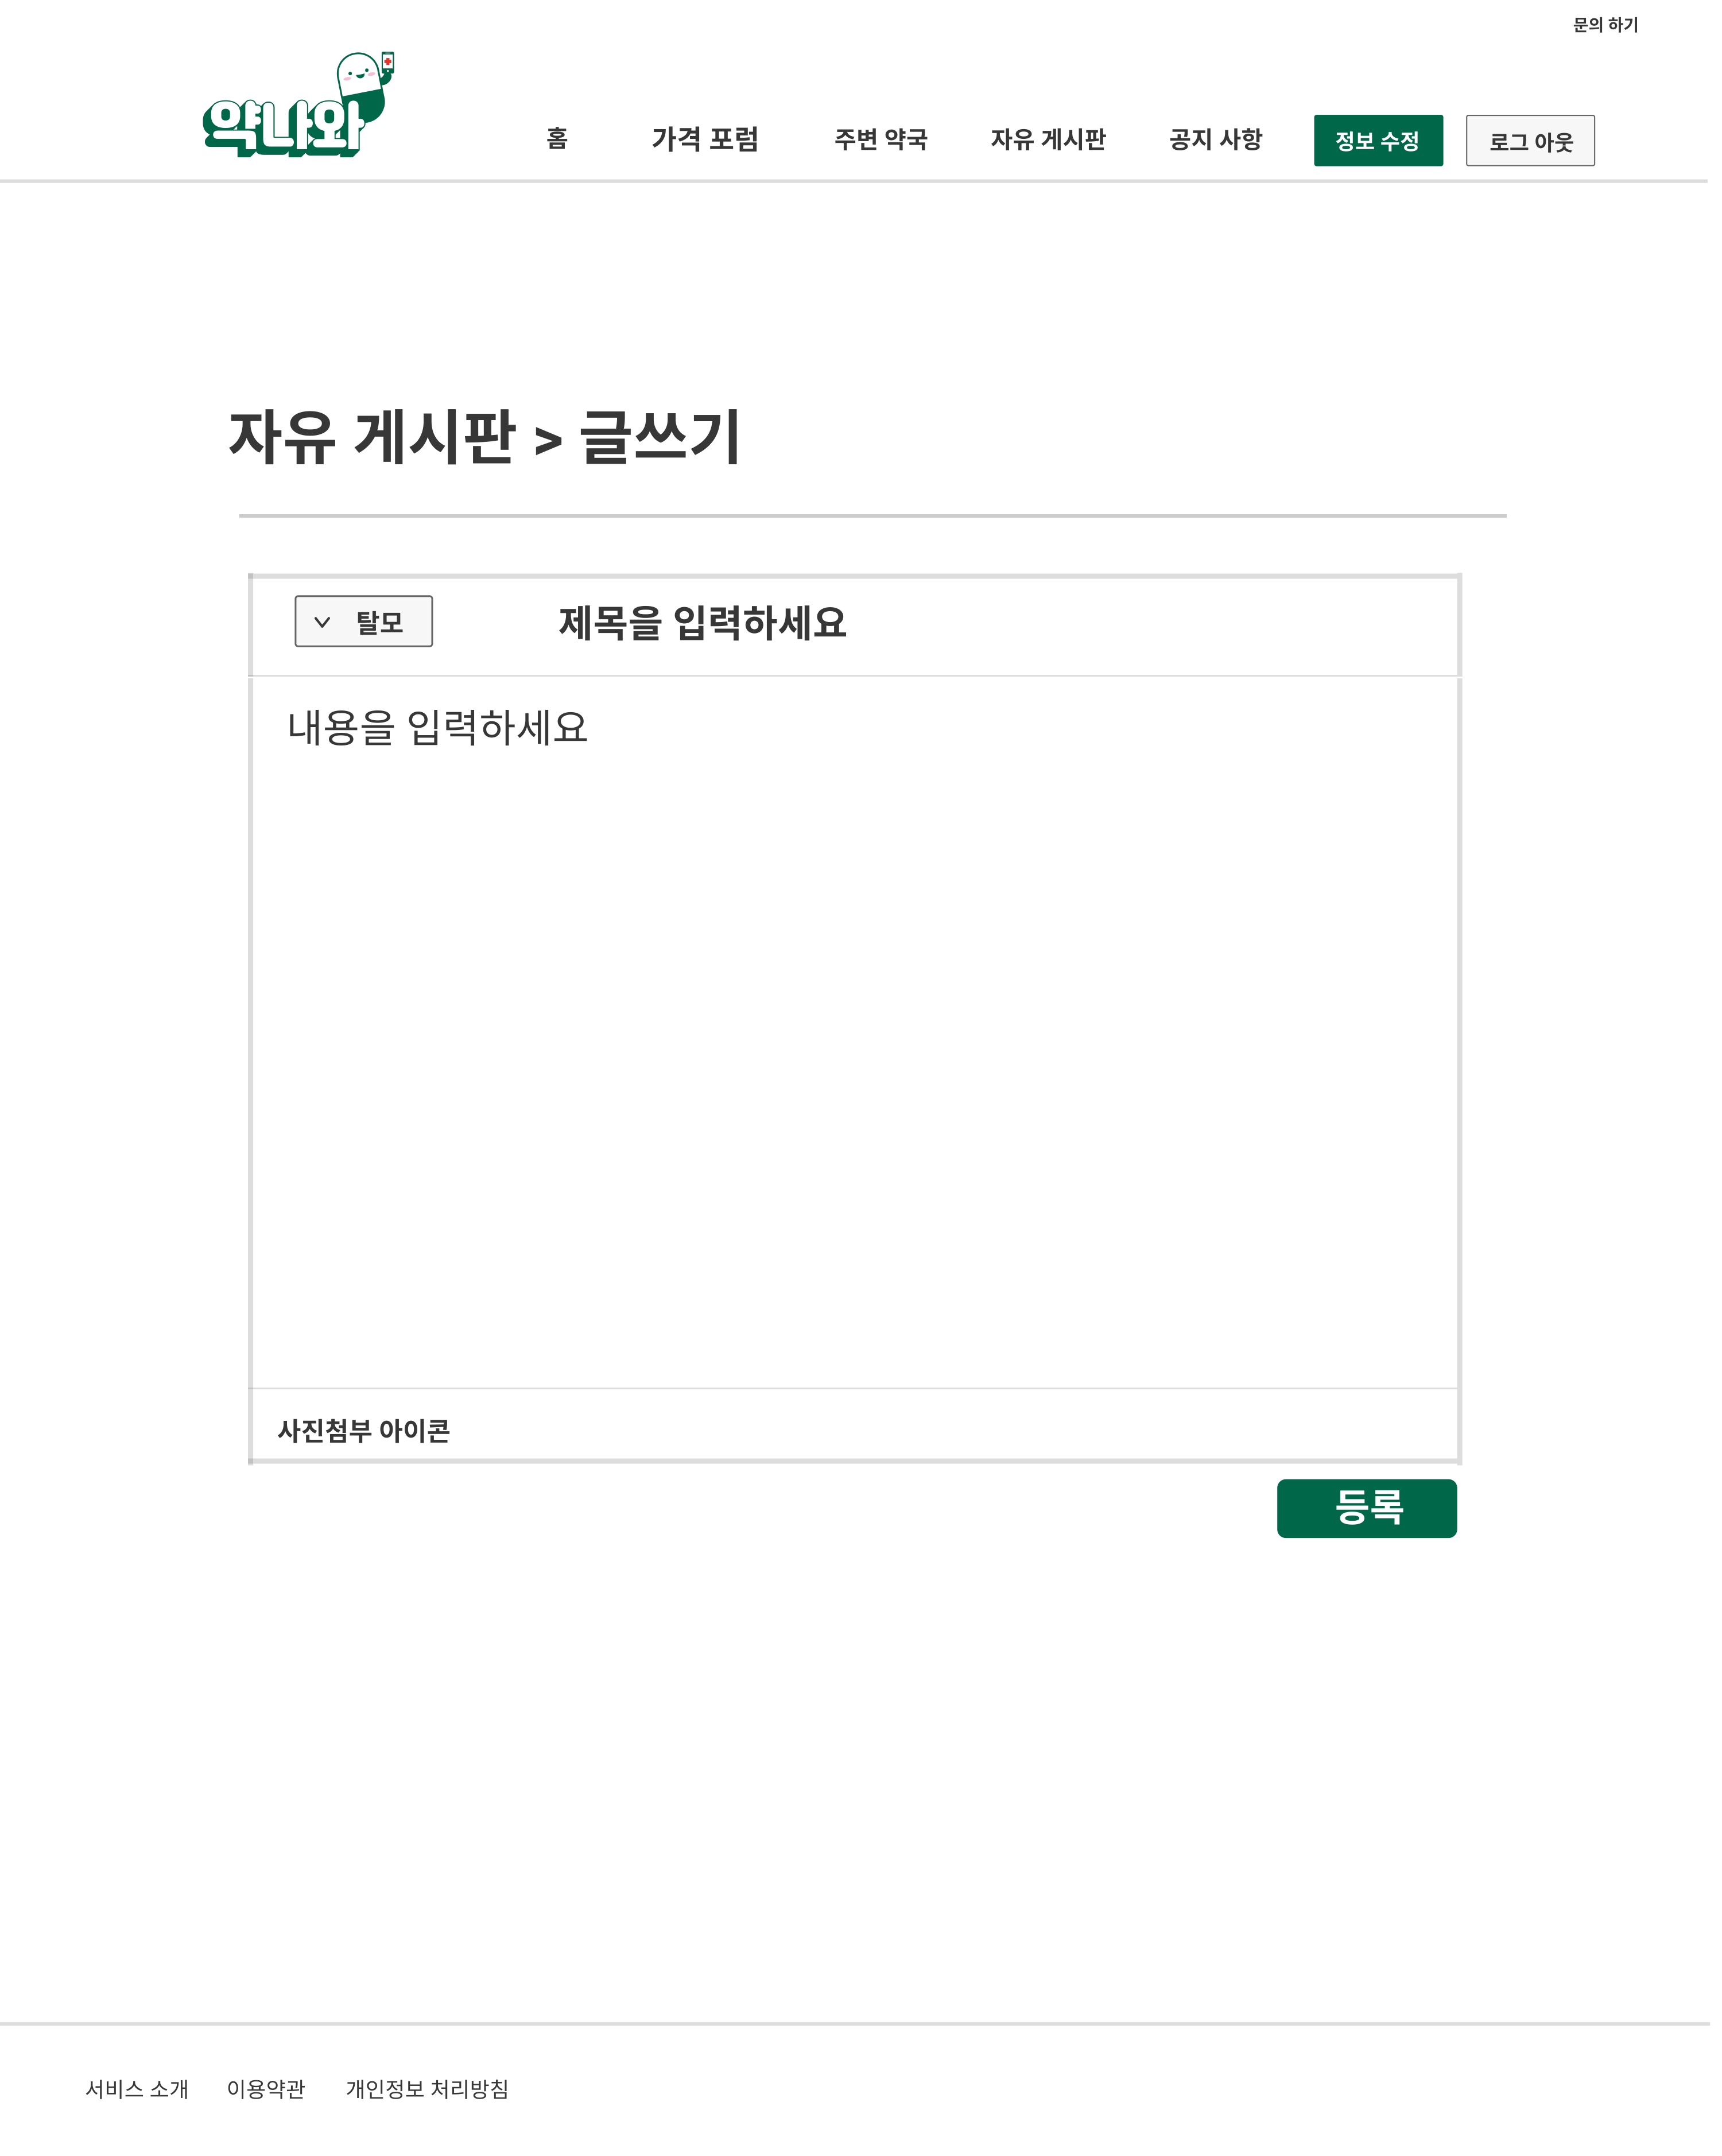 문의 하기
약나와
홈 가격 포럼 주변 약국 자유 게시판 공지 사항 정보 수정 로그 아웃
자유 게시판 > 글쓰기
탈모 제목을 입력하세요
내용을 입력하세요
사진첨부 아이콘
등록
서비스 소개 이용약관 개인정보 처리방침